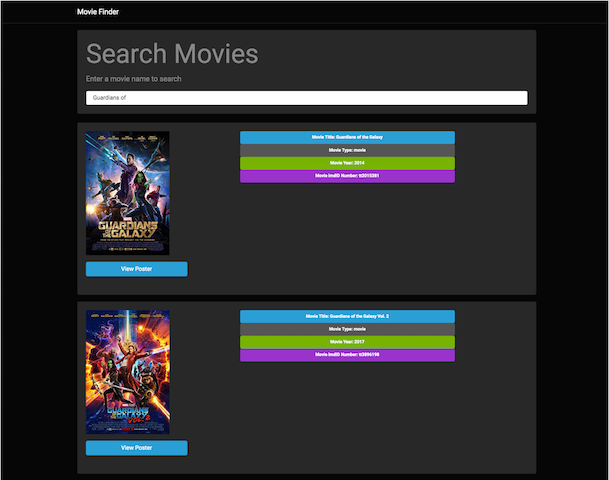 Movie Finder
Search Movies
Enter a movie name to search
Guardians of
Movie Title: Guardians of the Galaxy
Movie Type: movie
Movie Year: 2014
Movie ImdID Number: tt2015381
MARVEL
GUARDIANS
OF THE GALAXY
View Poster
Movie Title: Guardians of the Galaxy Vol. 2
Movie Type: movie
Movie Year: 2017
Movie ImdID Number: tt3896198
GUARDIANS
OF THE GALAXY
VOL. 2
View Poster